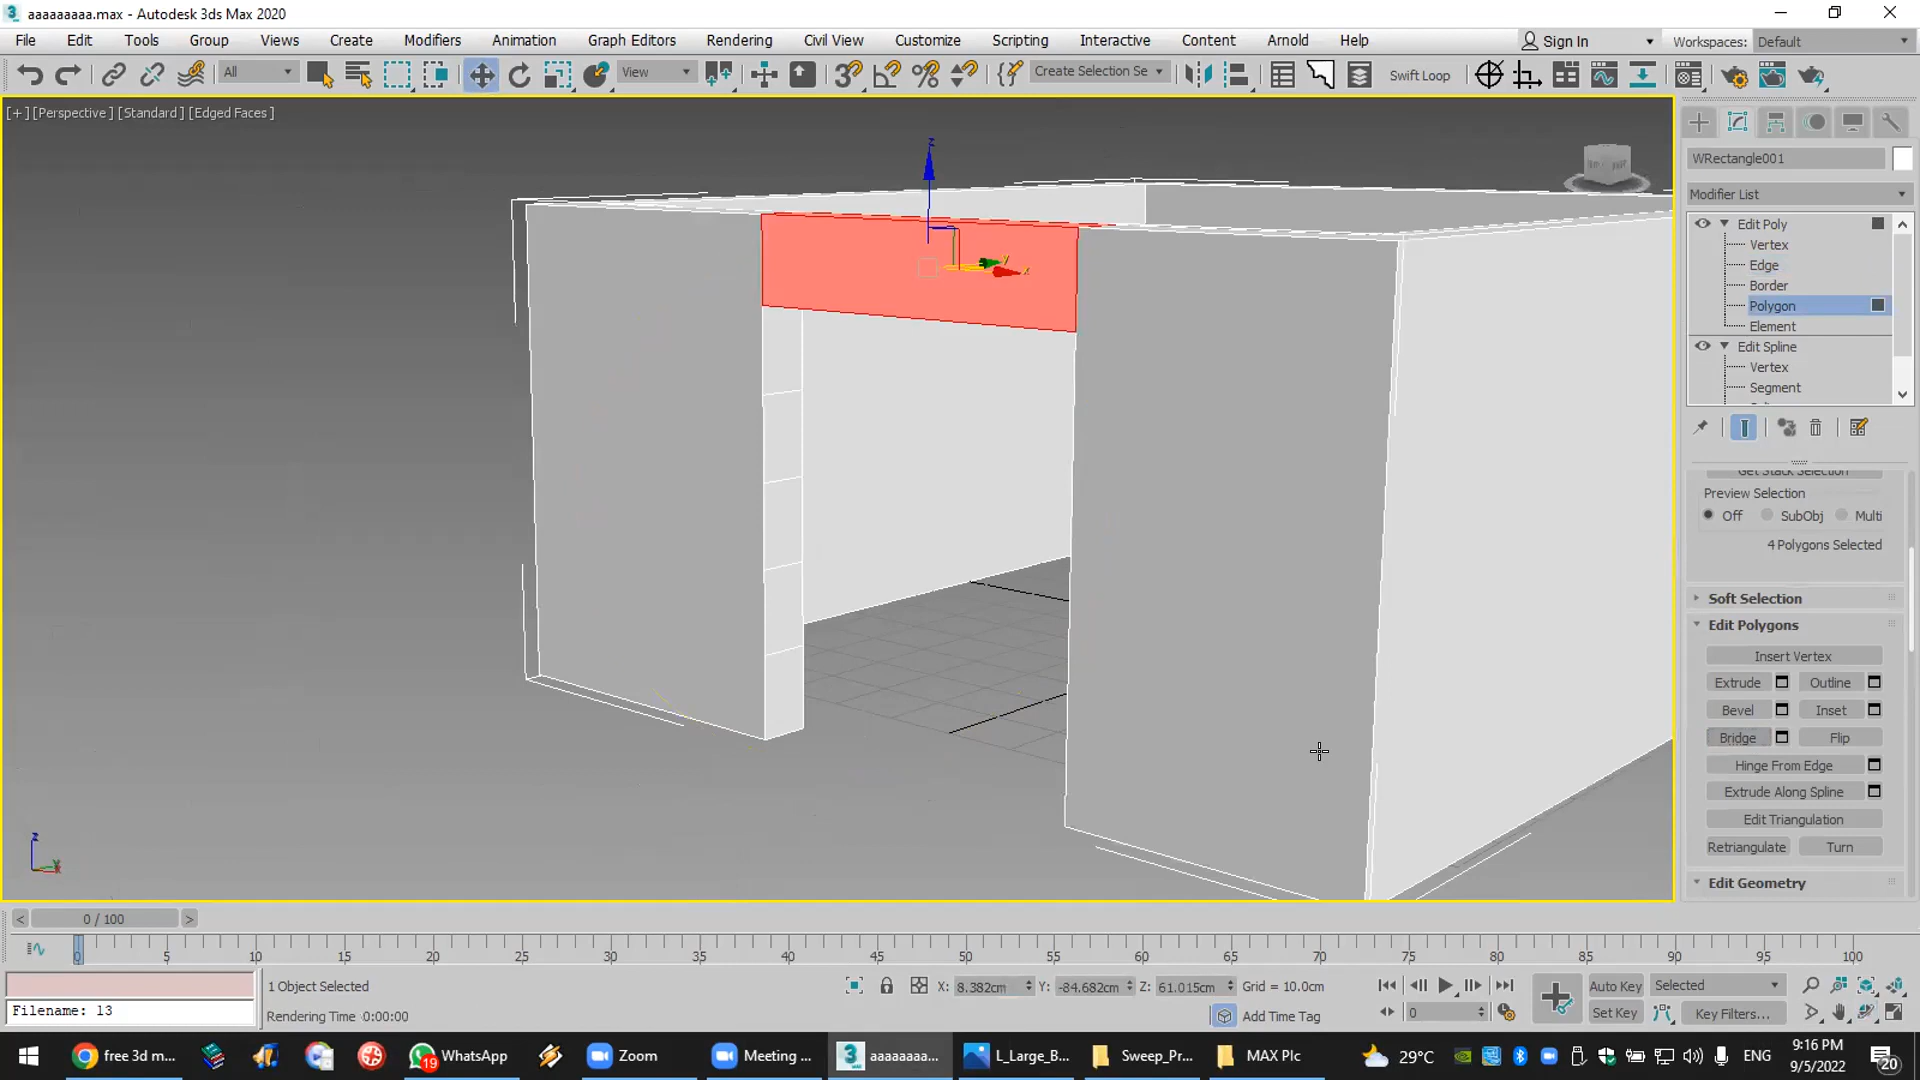 aaaaaaaaa.max - Autodesk 3ds Max 2020
File Edit Tools Group Views Create Modifiers Animation Graph Editors Rendering Civil View Customize Scripting Interactive Content Arnold Help Sign In Workspaces: Default
All View Create Selection Se Swift Loop
[+] [Perspective ] [Standard ] [Edged Faces ]
z
y
x
WRectangle001
Modifier List
Edit Poly
Vertex
Edge
Border
Polygon
Element
Edit Spline
Vertex
Segment
Get Stack Selection
Preview Selection
Off SubObj Multi
4 Polygons Selected
Soft Selection
Edit Polygons
Insert Vertex
Extrude Outline
Bevel Inset
Bridge Flip
Hinge From Edge
Extrude Along Spline
Edit Triangulation
Retriangulate Turn
Edit Geometry
z
< 0 / 100 >
0 5 10 15 20 25 30 35 40 45 50 55 60 65 70 75 80 85 90 95 100
1 Object Selected X: 8.382cm Y: -84.682cm Z: 61.015cm Grid = 10.0cm Auto Key Selected
Filename: 13
Rendering Time 0:00:00 Add Time Tag 0 Set Key Key Filters...
free 3d m... 19 WhatsApp Zoom Meeting ... aaaaaaaa... L_Large_B... Sweep_Pr... MAX PIc 29°C ENG 9:16 PM
9/5/2022
20